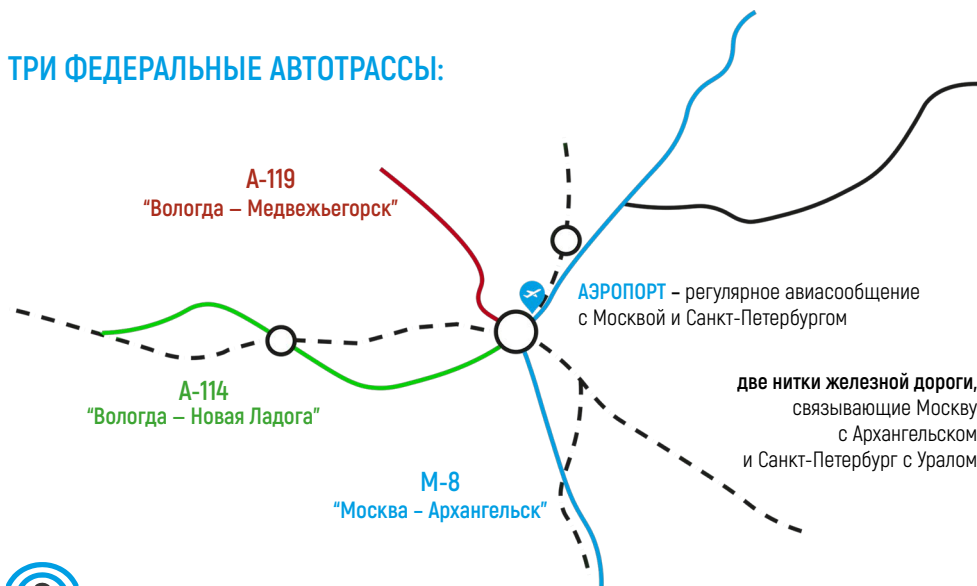 ТРИ ФЕДЕРАЛЬНЫЕ АВТОТРАССЫ:
А-119
“Вологда – Медвежьегорск”
АЭРОПОРТ – регулярное авиасообщение
с Москвой и Санкт-Петербургом
А-114
“Вологда – Новая Ладога”
две нитки железной дороги,
связывающие Москву
с Архангельском
и Санкт-Петербург с Уралом
М-8
“Москва – Архангельск”